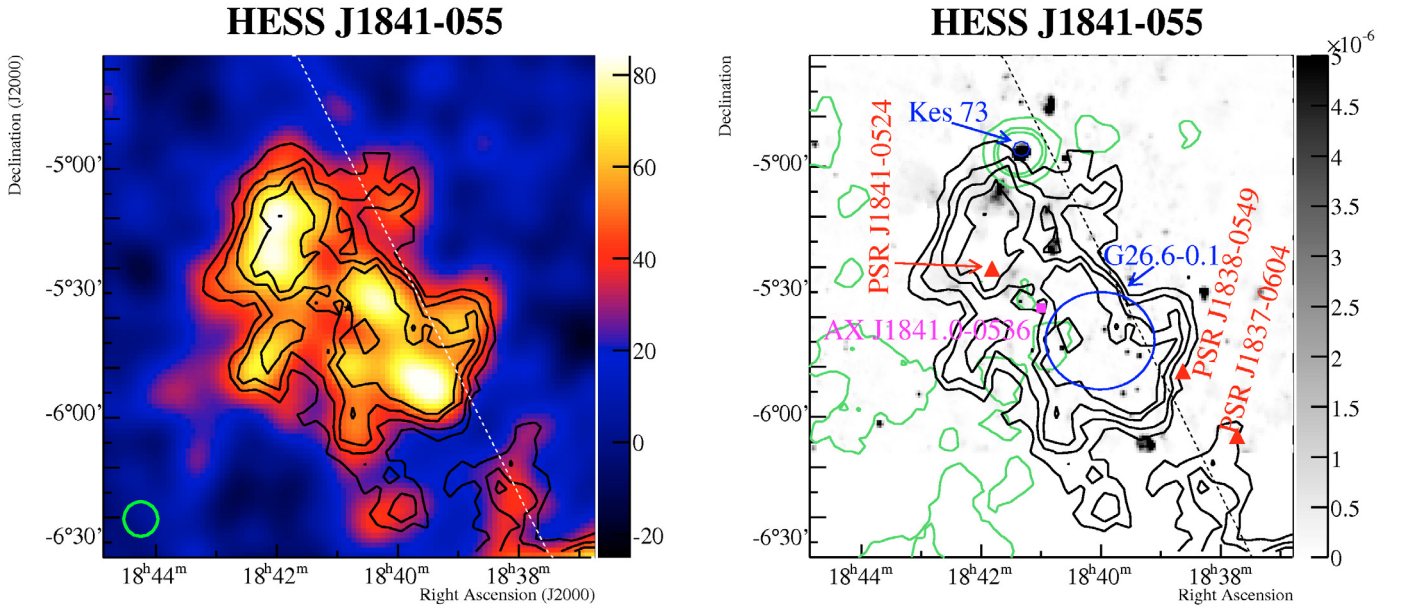 HESS J1841-055
Declination (J2000)
-5°00'
-5°30'
-6°00'
-6°30'
18ʰ44ᵐ
18ʰ42ᵐ
18ʰ40ᵐ
18ʰ38ᵐ
Right Ascension (J2000)
80
60
40
20
0
-20
HESS J1841-055
Declination
-5°00'
-5°30'
-6°00'
-6°30'
Kes 73
PSR J1841-0524
G26.6-0.1
AX J1841.0-0536
PSR J1838-0549
PSR J1837-0604
18ʰ44ᵐ
18ʰ42ᵐ
18ʰ40ᵐ
18ʰ38ᵐ
Right Ascension
×10⁻⁶
5
4.5
4
3.5
3
2.5
2
1.5
1
0.5
0